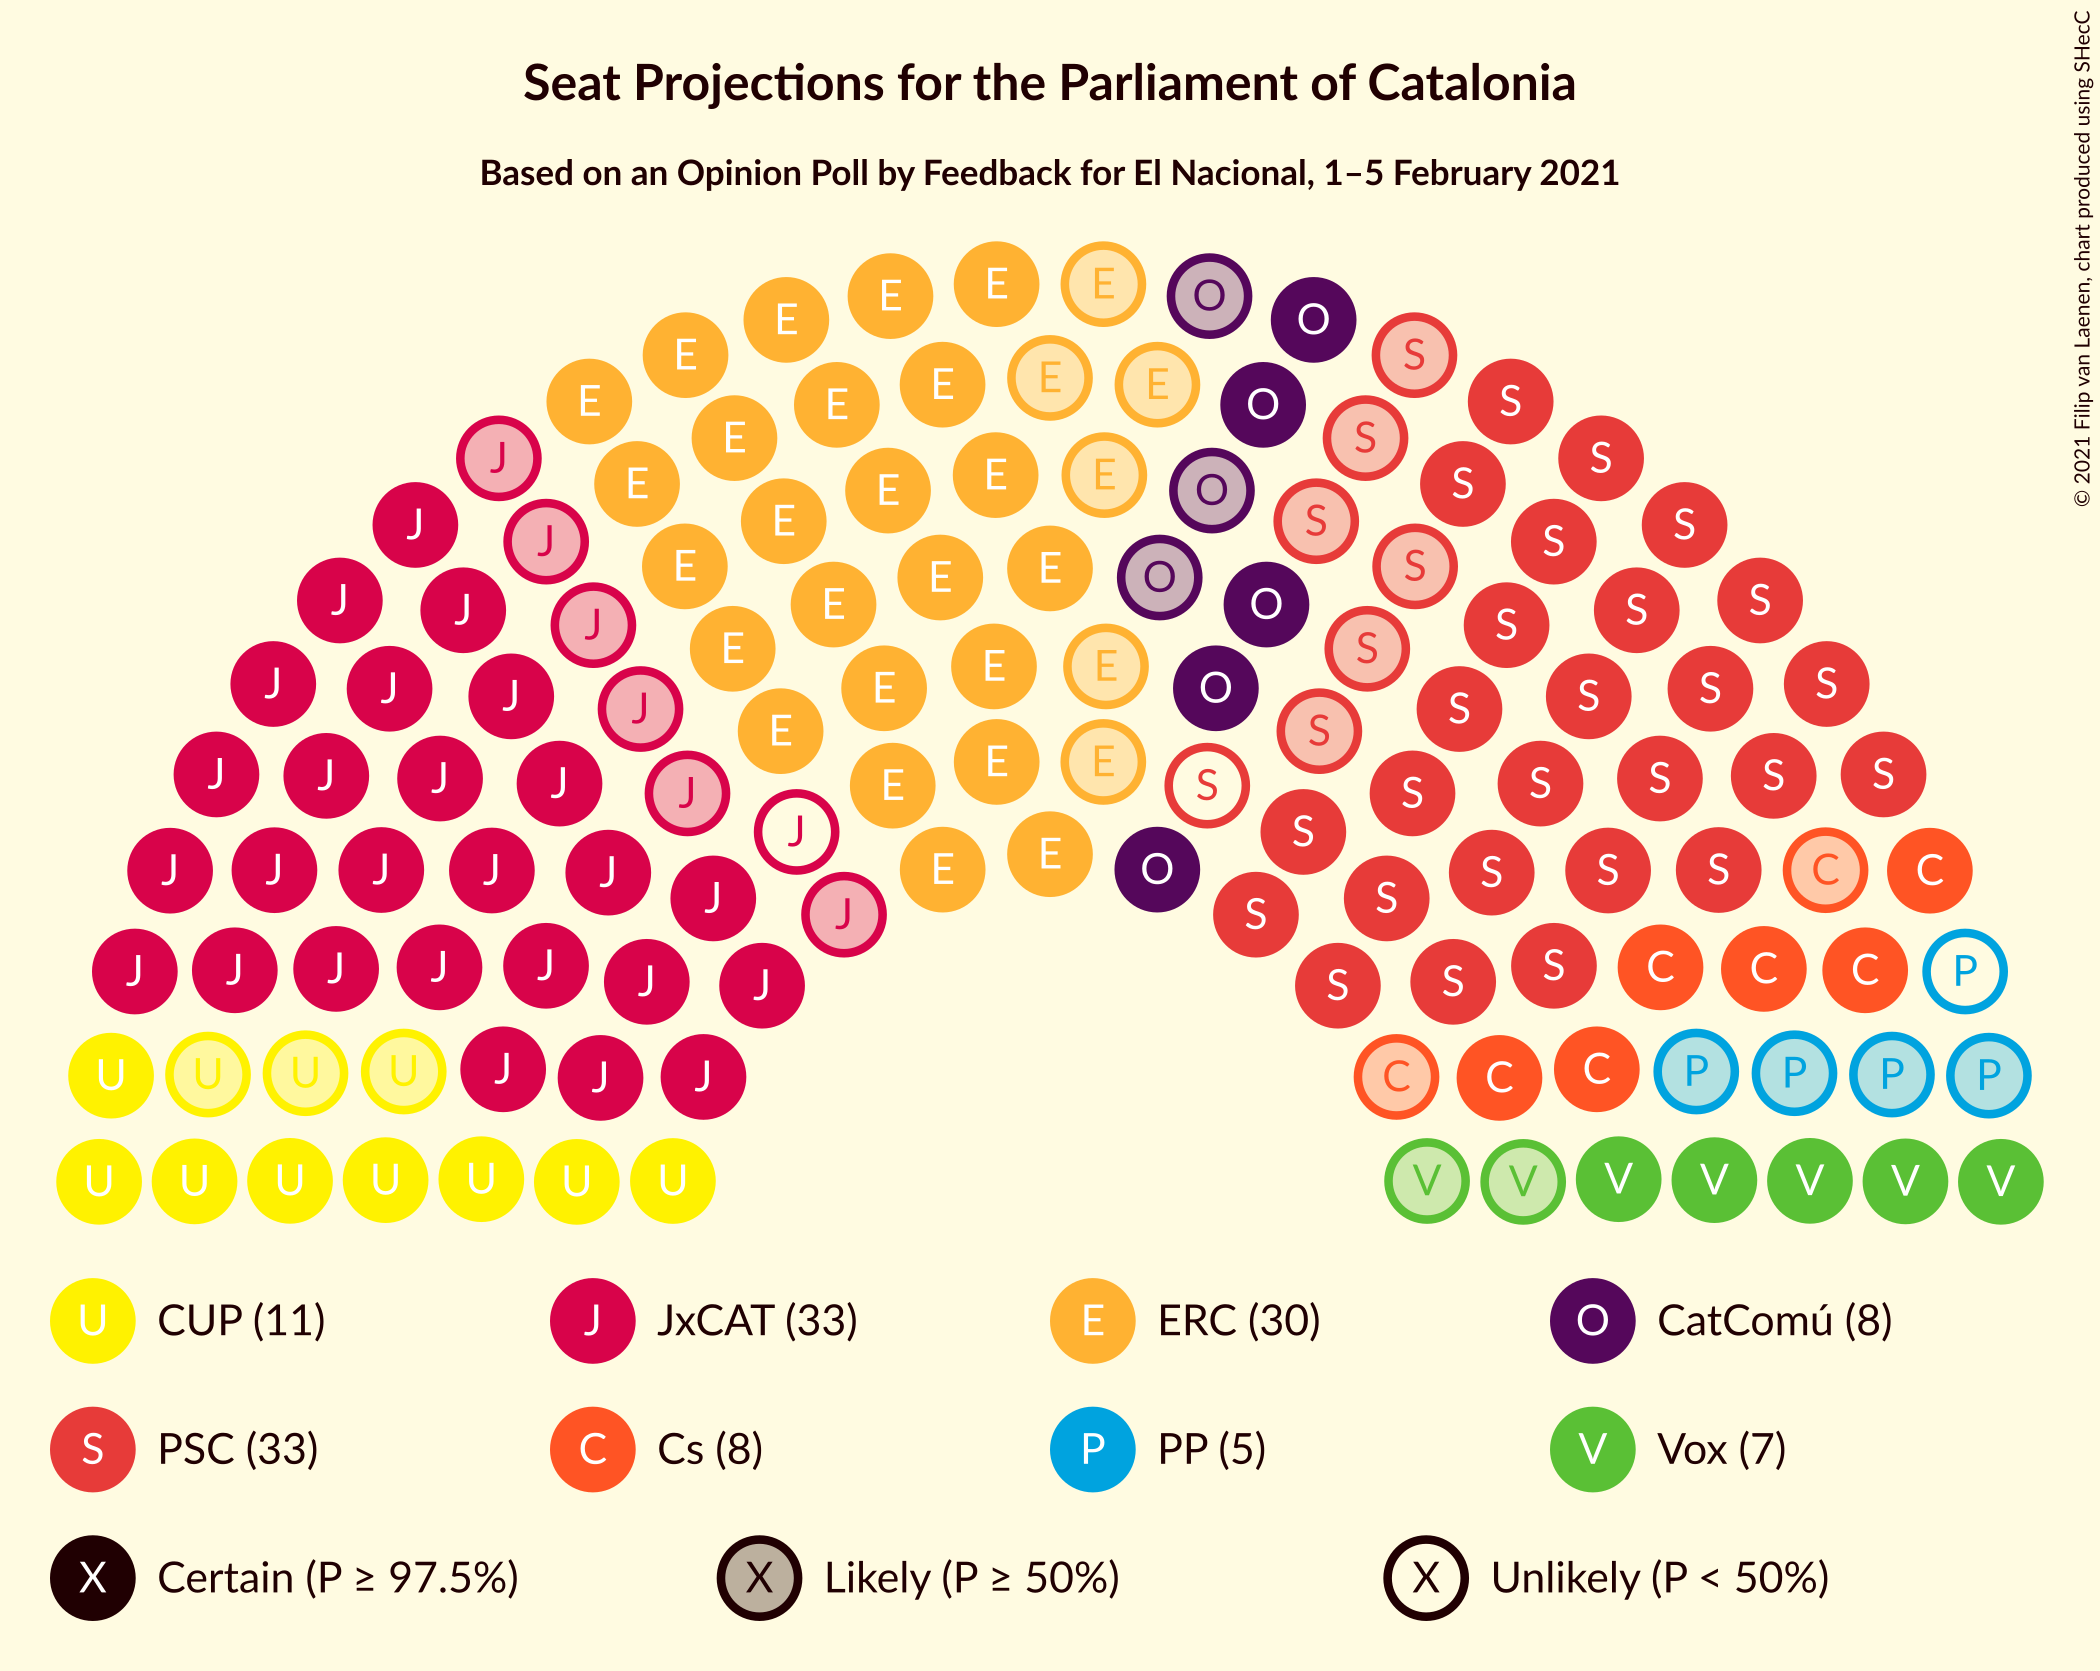 Seat Projections for the Parliament of Catalonia
Based on an Opinion Poll by Feedback for El Nacional, 1–5 February 2021
© 2021 Filip van Laenen, chart produced using SHecC
E E E E O O
E E S
E S
E E E E O S
J E E S S
E E E O S
J J E E E S S S
J E E E E O O S S S
J J J E E S S S
J J J E E E O S S S S
J J J J E E E S S S S
J J J J J E E E S S S S S S
J J J J J J J E E O S S S S S S C C
J J J J J J J S S S C C C P
U U U U J J J C C C P P P P
U U U U U U U V V V V V V V
U CUP (11) J JxCAT (33) E ERC (30) O CatComú (8)
S PSC (33) C Cs (8) P PP (5) V Vox (7)
X Certain (P ≥ 97.5%) X Likely (P ≥ 50%) X Unlikely (P < 50%)